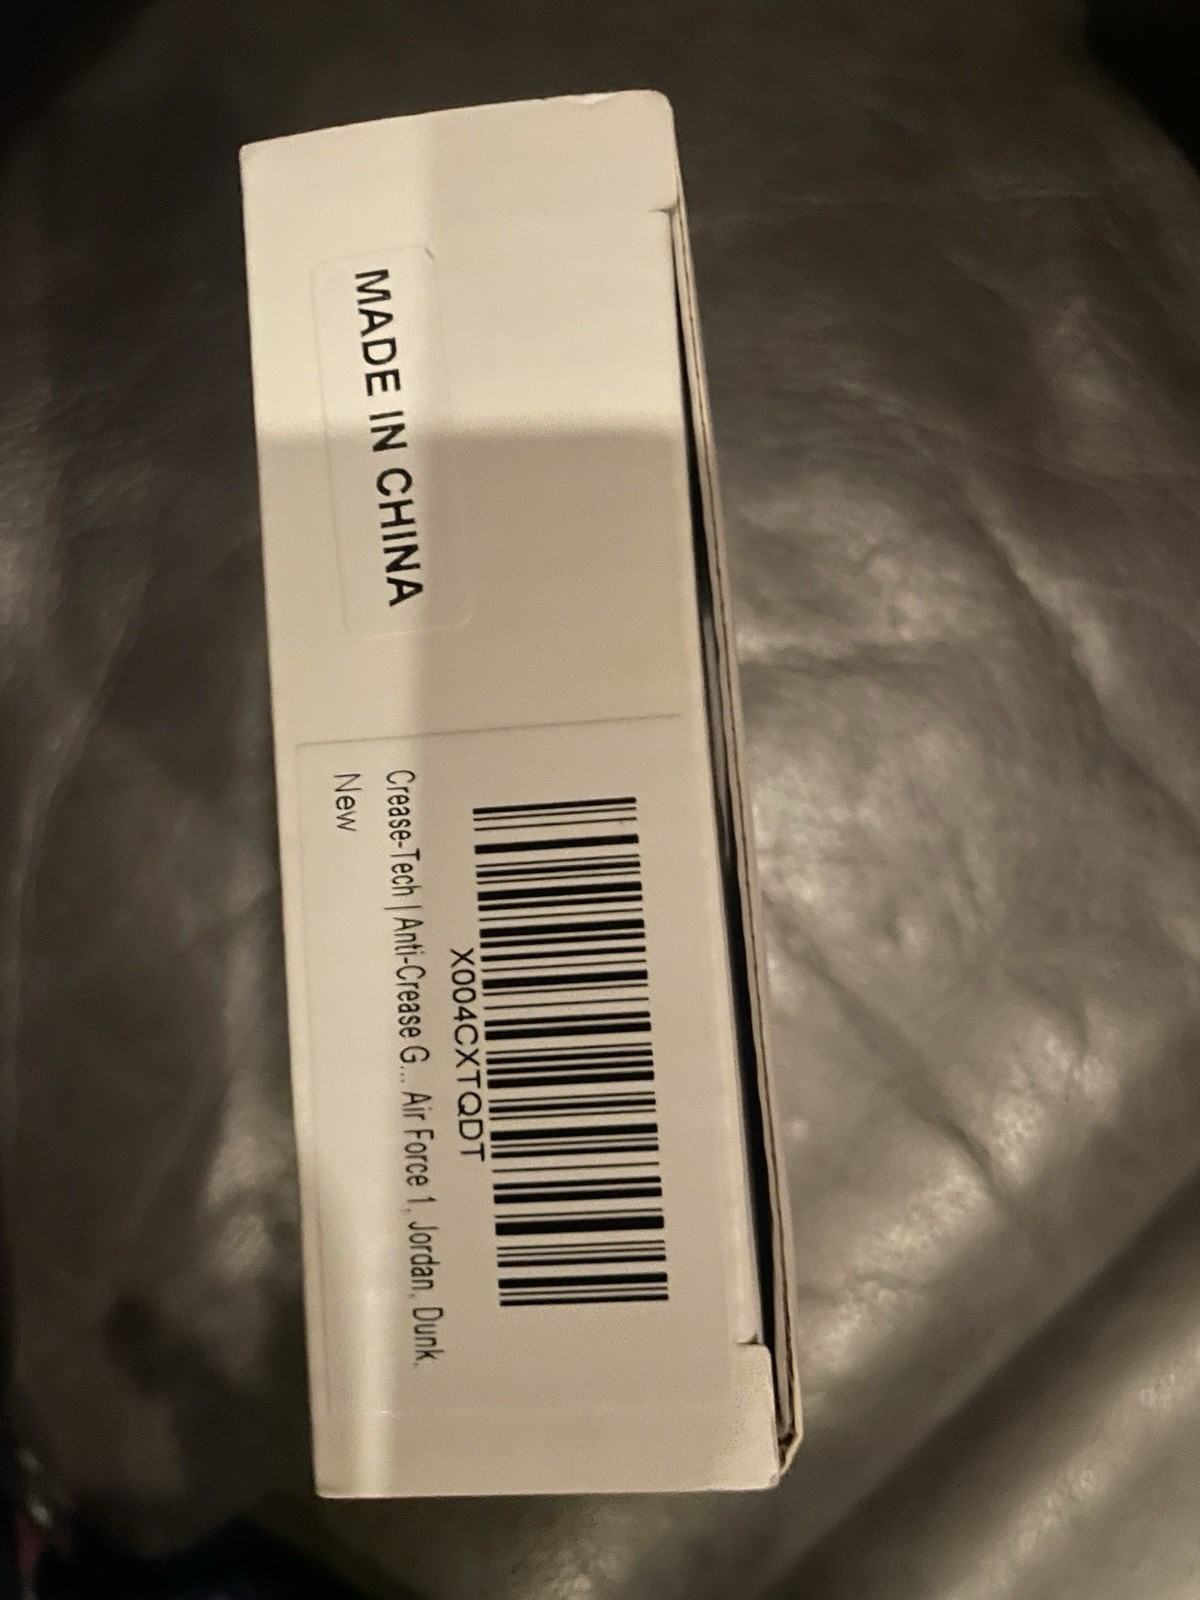 MADE IN CHINA
X004CXTQDT
Crease-Tech | Anti-Crease G... Air Force 1, Jordan, Dunk,
New